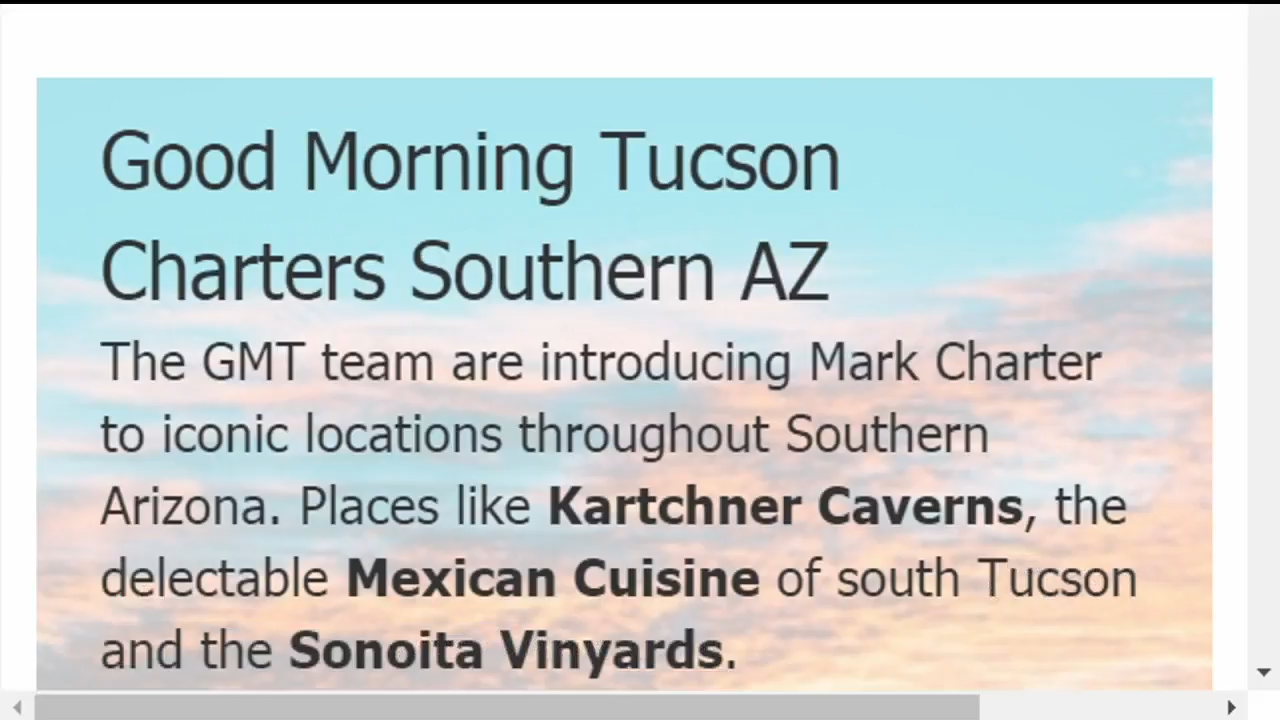 Good Morning Tucson
Charters Southern AZ
The GMT team are introducing Mark Charter
to iconic locations throughout Southern
Arizona. Places like Kartchner Caverns, the
delectable Mexican Cuisine of south Tucson
and the Sonoita Vinyards.